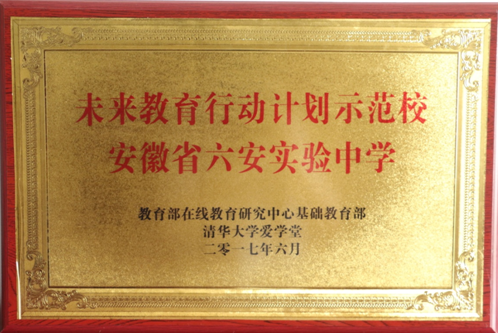 未来教育行动计划示范校
安徽省六安实验中学
教育部在线教育研究中心基础教育部
清华大学爱学堂
二零一七年六月